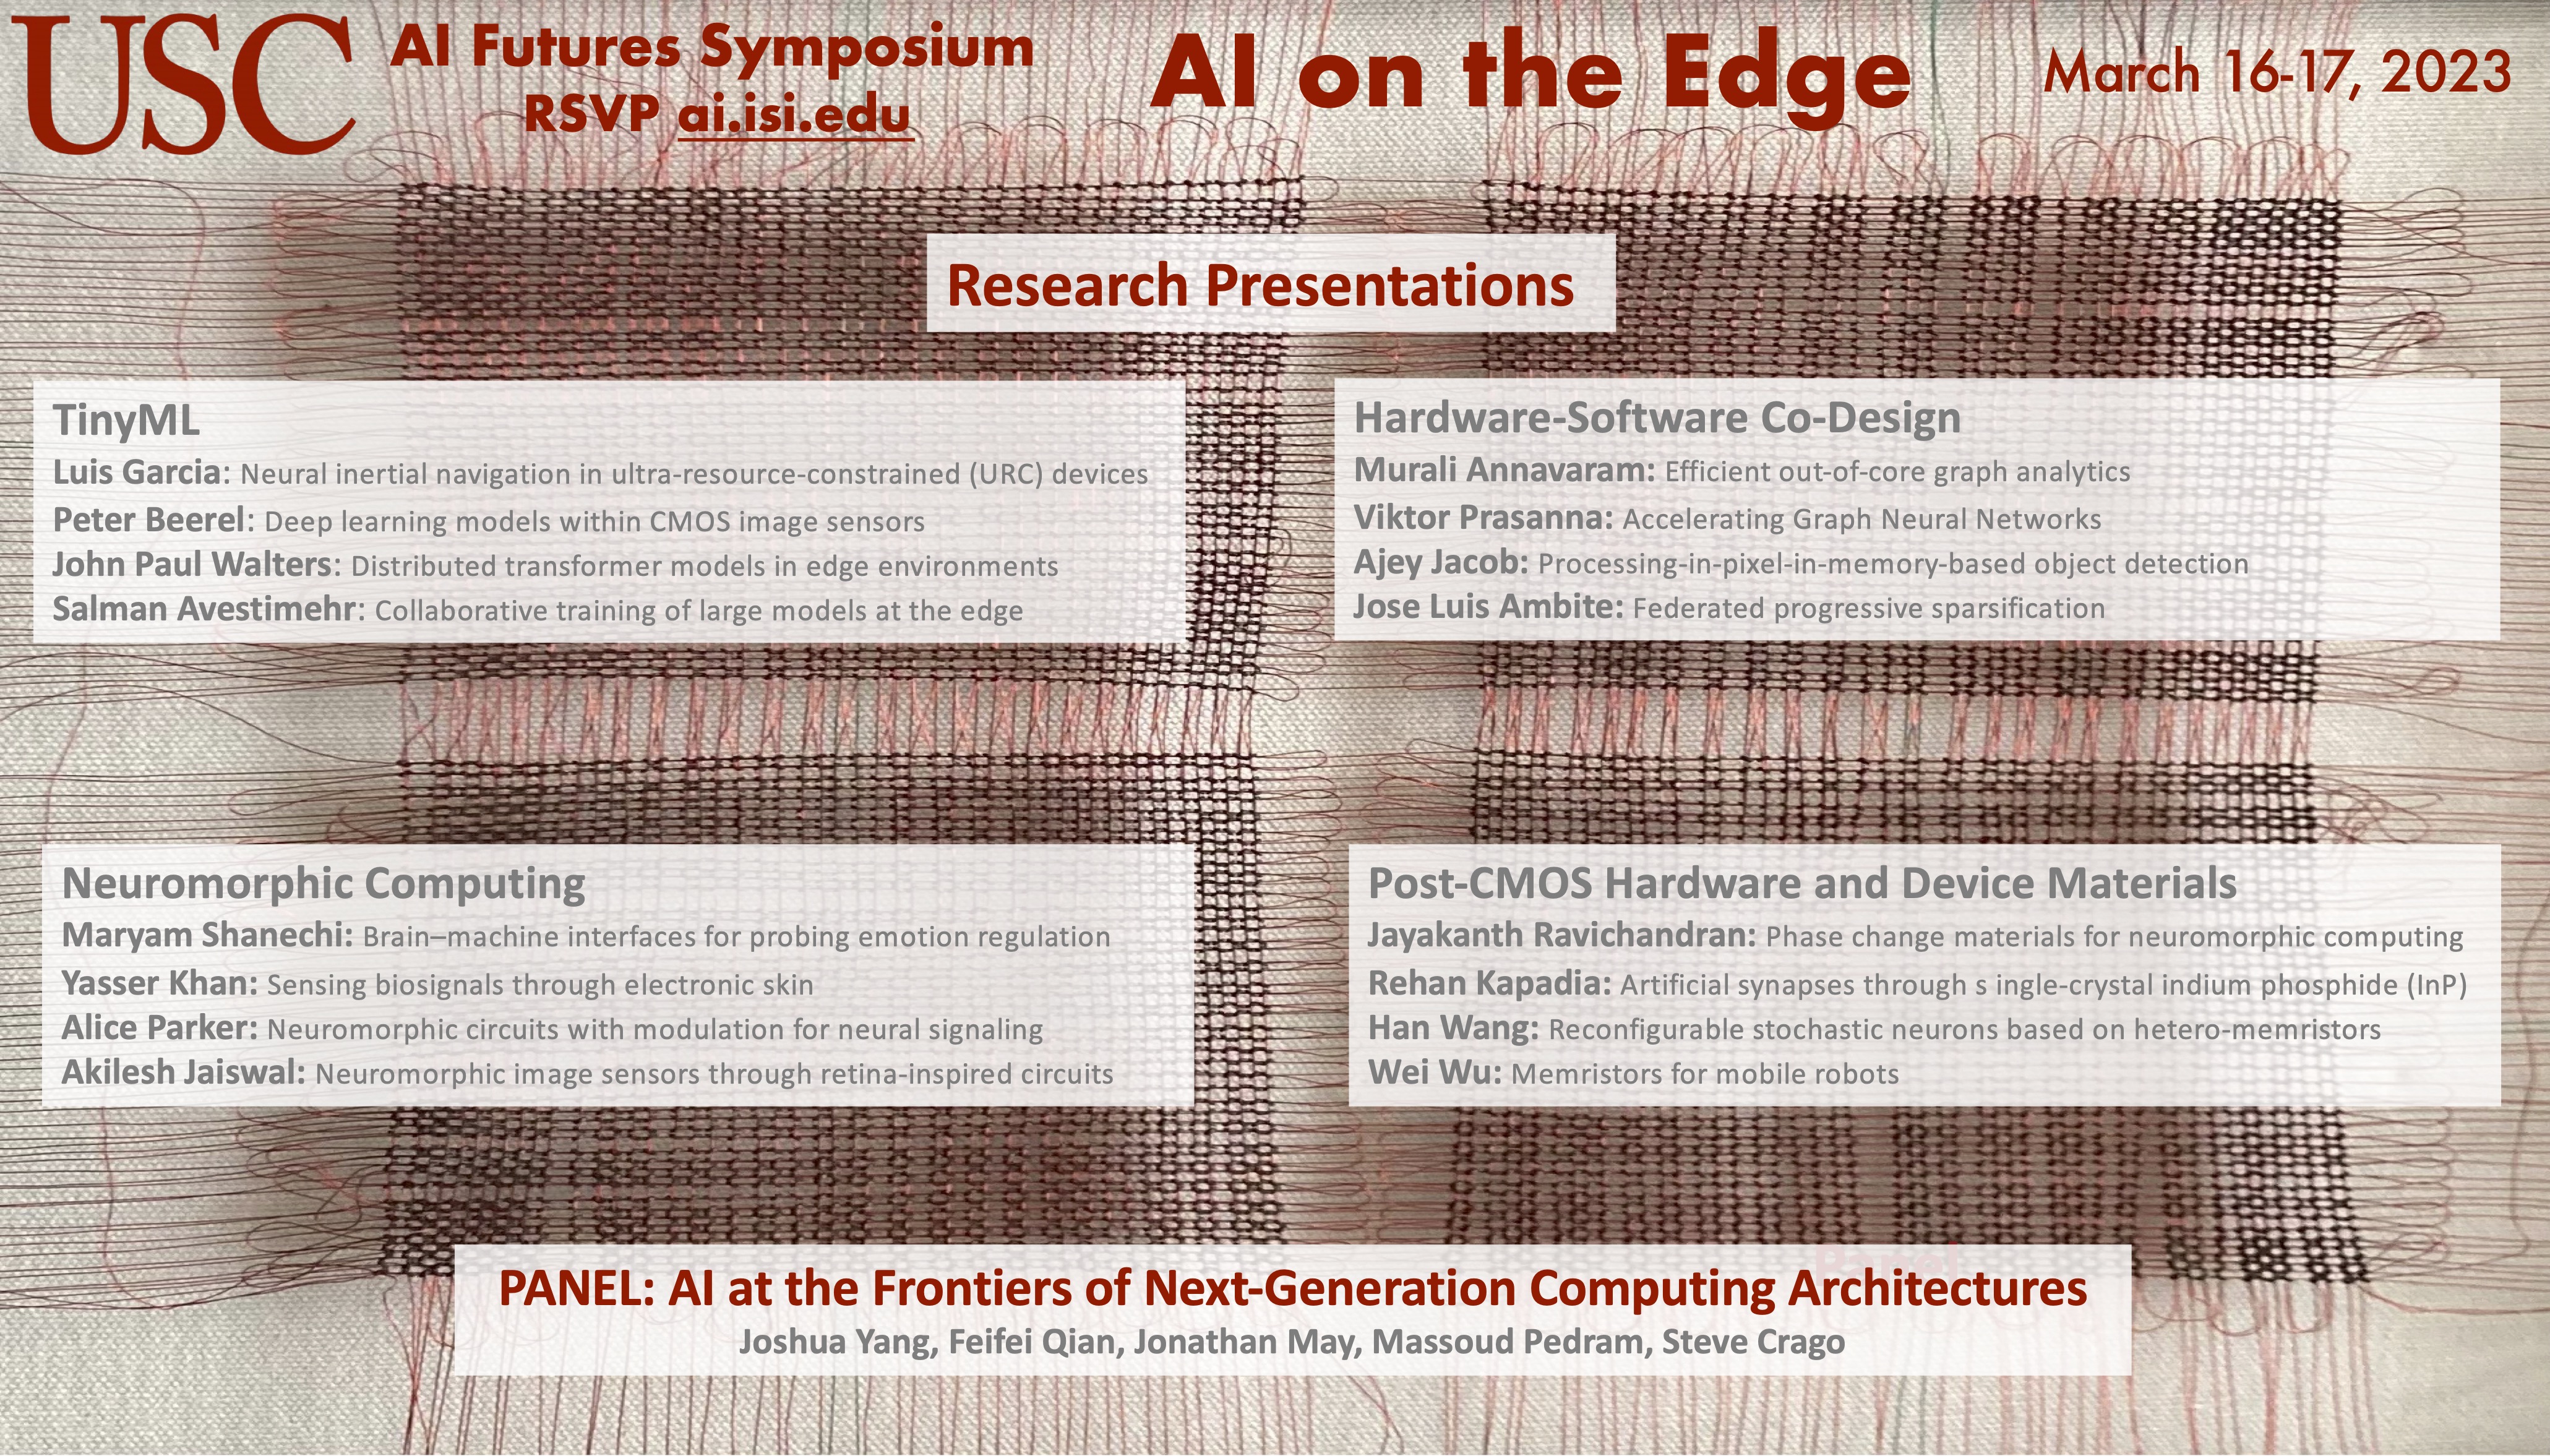 USC
AI Futures Symposium
RSVP ai.isi.edu
AI on the Edge
March 16-17, 2023
Research Presentations
TinyML
Luis Garcia: Neural inertial navigation in ultra-resource-constrained (URC) devices
Peter Beerel: Deep learning models within CMOS image sensors
John Paul Walters: Distributed transformer models in edge environments
Salman Avestimehr: Collaborative training of large models at the edge
Hardware-Software Co-Design
Murali Annavaram: Efficient out-of-core graph analytics
Viktor Prasanna: Accelerating Graph Neural Networks
Ajey Jacob: Processing-in-pixel-in-memory-based object detection
Jose Luis Ambite: Federated progressive sparsification
Neuromorphic Computing
Maryam Shanechi: Brain–machine interfaces for probing emotion regulation
Yasser Khan: Sensing biosignals through electronic skin
Alice Parker: Neuromorphic circuits with modulation for neural signaling
Akilesh Jaiswal: Neuromorphic image sensors through retina-inspired circuits
Post-CMOS Hardware and Device Materials
Jayakanth Ravichandran: Phase change materials for neuromorphic computing
Rehan Kapadia: Artificial synapses through s ingle-crystal indium phosphide (InP)
Han Wang: Reconfigurable stochastic neurons based on hetero-memristors
Wei Wu: Memristors for mobile robots
Panel
PANEL: AI at the Frontiers of Next-Generation Computing Architectures
Joshua Yang, Feifei Qian, Jonathan May, Massoud Pedram, Steve Crago